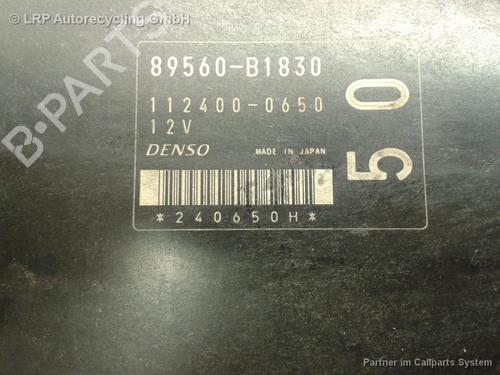 © LRP Autorecycling GmbH
B-PARTS
89560-B1830
112400-0650
12V
DENSO MADE IN JAPAN
50
*240650H*
Partner im Callparts System